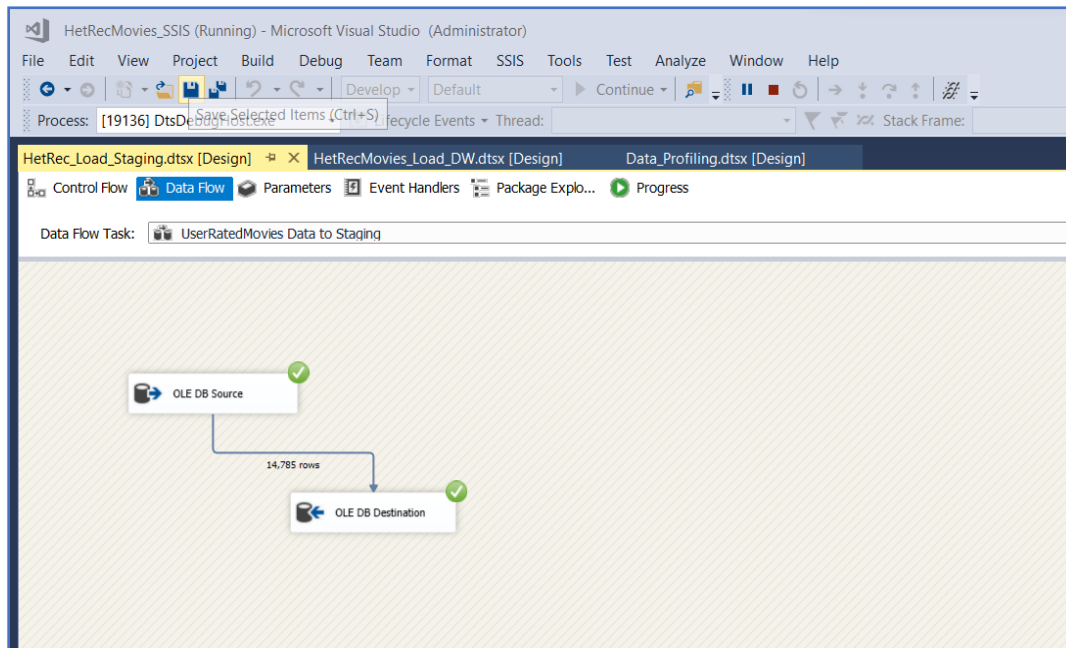 HetRecMovies_SSIS (Running) - Microsoft Visual Studio (Administrator)
File Edit View Project Build Debug Team Format SSIS Tools Test Analyze Window Help
Develop Default Continue
Process: [19136] DtsDebugHost.exe Lifecycle Events Thread: Stack Frame:
Save Selected Items (Ctrl+S)
HetRec_Load_Staging.dtsx [Design] HetRecMovies_Load_DW.dtsx [Design] Data_Profiling.dtsx [Design]
Control Flow Data Flow Parameters Event Handlers Package Explo... Progress
Data Flow Task: UserRatedMovies Data to Staging
OLE DB Source
14,785 rows
OLE DB Destination